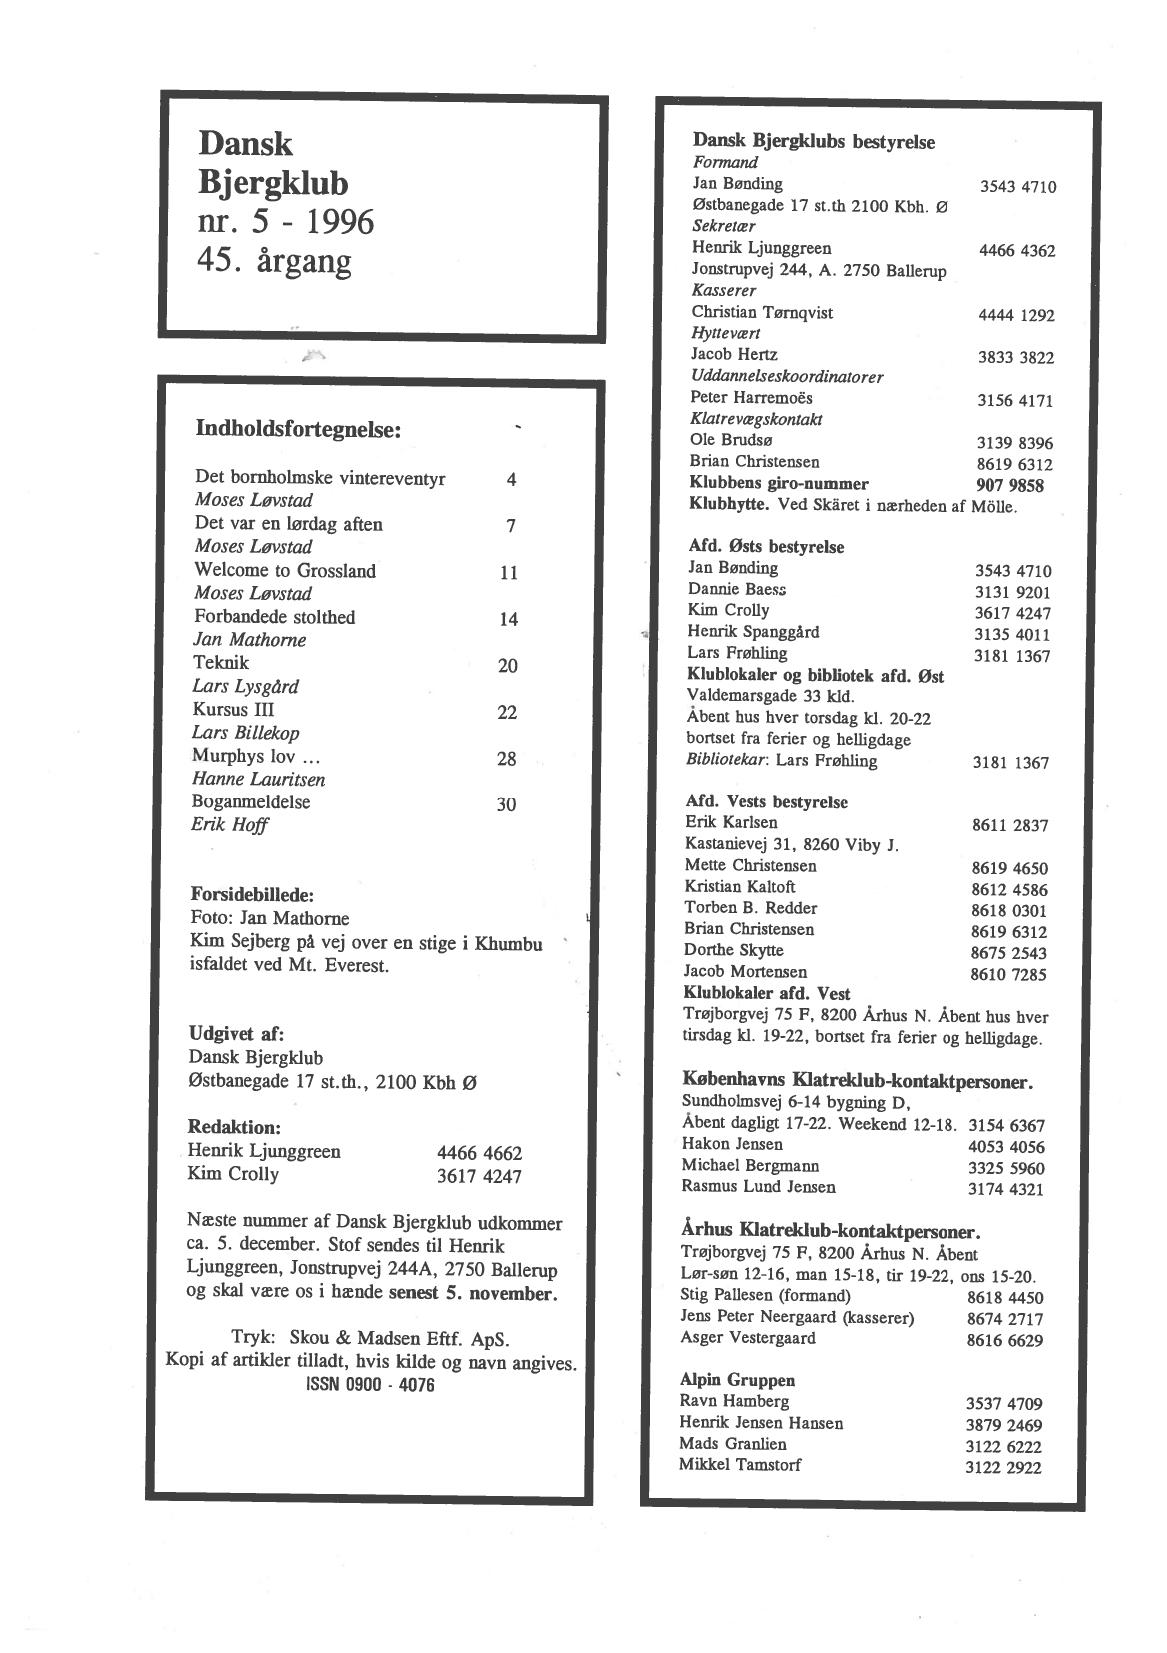 Dansk
Bjergklub
nr. 5 - 1996
45. årgang
Indholdsfortegnelse:
Det bornholmske vintereventyr 4
Moses Løvstad
Det var en lørdag aften 7
Moses Løvstad
Welcome to Grossland 11
Moses Løvstad
Forbandede stolthed 14
Jan Mathorne
Teknik 20
Lars Lysgård
Kursus III 22
Lars Billekop
Murphys lov ... 28
Hanne Lauritsen
Boganmeldelse 30
Erik Hoff
Forsidebillede:
Foto: Jan Mathorne
Kim Sejberg på vej over en stige i Khumbu
isfaldet ved Mt. Everest.
Udgivet af:
Dansk Bjergklub
Østbanegade 17 st.th., 2100 Kbh Ø
Redaktion:
Henrik Ljunggreen 4466 4662
Kim Crolly 3617 4247
Næste nummer af Dansk Bjergklub udkommer
ca. 5. december. Stof sendes til Henrik
Ljunggreen, Jonstrupvej 244A, 2750 Ballerup
og skal være os i hænde senest 5. november.
Tryk: Skou & Madsen Eftf. ApS.
Kopi af artikler tilladt, hvis kilde og navn angives.
ISSN 0900 - 4076
Dansk Bjergklubs bestyrelse
Formand
Jan Bønding 3543 4710
Østbanegade 17 st.th 2100 Kbh. Ø
Sekretær
Henrik Ljunggreen 4466 4362
Jonstrupvej 244, A. 2750 Ballerup
Kasserer
Christian Tørnqvist 4444 1292
Hyttevært
Jacob Hertz 3833 3822
Uddannelseskoordinatorer
Peter Harremoës 3156 4171
Klatrevægskontakt
Ole Brudsø 3139 8396
Brian Christensen 8619 6312
Klubbens giro-nummer 907 9858
Klubhytte. Ved Skäret i nærheden af Mölle.
Afd. Østs bestyrelse
Jan Bønding 3543 4710
Dannie Baess 3131 9201
Kim Crolly 3617 4247
Henrik Spanggård 3135 4011
Lars Frøhling 3181 1367
Klublokaler og bibliotek afd. Øst
Valdemarsgade 33 kld.
Åbent hus hver torsdag kl. 20-22
bortset fra ferier og helligdage
Bibliotekar: Lars Frøhling 3181 1367
Afd. Vests bestyrelse
Erik Karlsen 8611 2837
Kastanievej 31, 8260 Viby J.
Mette Christensen 8619 4650
Kristian Kaltoft 8612 4586
Torben B. Redder 8618 0301
Brian Christensen 8619 6312
Dorthe Skytte 8675 2543
Jacob Mortensen 8610 7285
Klublokaler afd. Vest
Trøjborgvej 75 F, 8200 Århus N. Åbent hus hver
tirsdag kl. 19-22, bortset fra ferier og helligdage.
Københavns Klatreklub-kontaktpersoner.
Sundholmsvej 6-14 bygning D,
Åbent dagligt 17-22. Weekend 12-18. 3154 6367
Hakon Jensen 4053 4056
Michael Bergmann 3325 5960
Rasmus Lund Jensen 3174 4321
Århus Klatreklub-kontaktpersoner.
Trøjborgvej 75 F, 8200 Århus N. Åbent
Lør-søn 12-16, man 15-18, tir 19-22, ons 15-20.
Stig Pallesen (formand) 8618 4450
Jens Peter Neergaard (kasserer) 8674 2717
Asger Vestergaard 8616 6629
Alpin Gruppen
Ravn Hamberg 3537 4709
Henrik Jensen Hansen 3879 2469
Mads Granlien 3122 6222
Mikkel Tamstorf 3122 2922